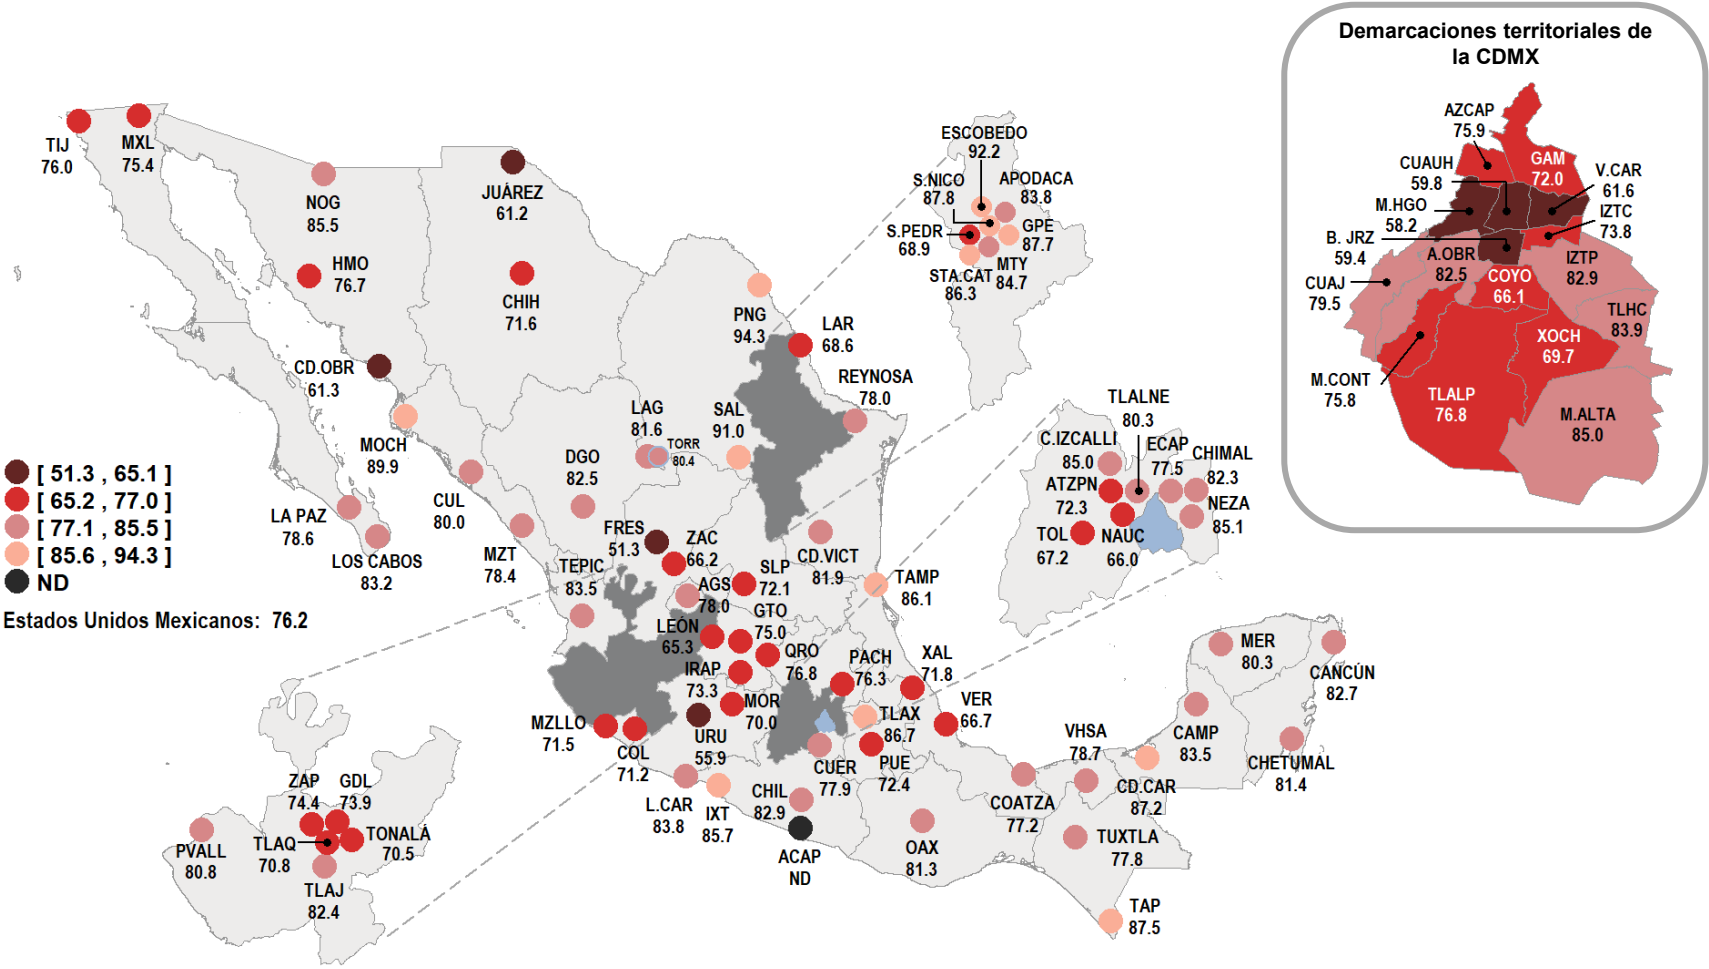 Demarcaciones territoriales de
la CDMX
AZCAP
75.9
CUAUH
59.8
GAM
72.0
V.CAR
61.6
M.HGO
58.2
IZTC
73.8
B. JRZ
59.4
A.OBR
82.5
IZTP
82.9
CUAJ
79.5
COYO
66.1
TLHC
83.9
XOCH
69.7
M.CONT
75.8
TLALP
76.8
M.ALTA
85.0
TIJ
76.0
MXL
75.4
NOG
85.5
JUÁREZ
61.2
HMO
76.7
CHIH
71.6
CD.OBR
61.3
MOCH
89.9
PNG
94.3
LAR
68.6
REYNOSA
78.0
LAG
81.6
TORR
80.4
SAL
91.0
DGO
82.5
CUL
80.0
MZT
78.4
LA PAZ
78.6
LOS CABOS
83.2
ESCOBEDO
92.2
S.NICO
87.8
APODACA
83.8
S.PEDR
68.9
GPE
87.7
STA.CAT
86.3
MTY
84.7
TLALNE
80.3
C.IZCALLI
85.0
ECAP
77.5
CHIMAL
82.3
ATZPN
72.3
NEZA
85.1
TOL
67.2
NAUC
66.0
[ 51.3 , 65.1 ]
[ 65.2 , 77.0 ]
[ 77.1 , 85.5 ]
[ 85.6 , 94.3 ]
ND
Estados Unidos Mexicanos: 76.2
FRES
51.3
ZAC
66.2
TEPIC
83.5
AGS
78.0
SLP
72.1
CD.VICT
81.9
TAMP
86.1
LEÓN
65.3
GTO
75.0
QRO
76.8
IRAP
73.3
PACH
76.3
XAL
71.8
MOR
70.0
VER
66.7
TLAX
86.7
MZLLO
71.5
COL
71.2
URU
55.9
CUER
77.9
PUE
72.4
L.CAR
83.8
IXT
85.7
CHIL
82.9
ACAP
ND
OAX
81.3
COATZA
77.2
VHSA
78.7
CD.CAR
87.2
TUXTLA
77.8
TAP
87.5
MER
80.3
CANCÚN
82.7
CAMP
83.5
CHETUMAL
81.4
ZAP
74.4
GDL
73.9
TLAQ
70.8
TONALÁ
70.5
PVALL
80.8
TLAJ
82.4